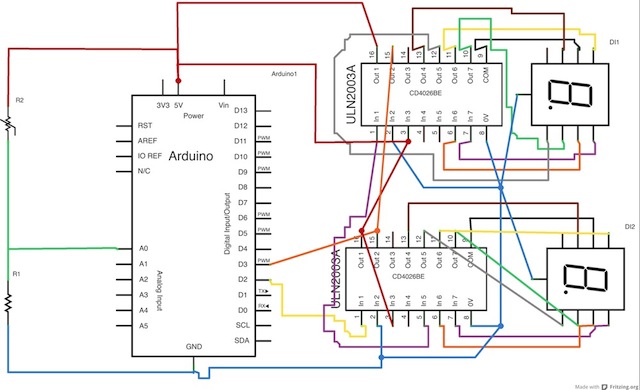 DI1
16 15 14 13 12 11 10 9
Out 1 Out 2 Out 3 Out 4 Out 5 Out 6 Out 7 COM
ULN2003A
CD4026BE
In 1 In 2 In 3 In 4 In 5 In 6 In 7 0V
1 2 3 4 5 6 7 8
Arduino1
R2
3V3 5V Vin
Power
D13
RST D12
AREF D11 PWM
IO REF D10 PWM
N/C D9 PWM
Arduino
D8
D7
D6 PWM
D5 PWM
D4
D3 PWM
D2
D1 TX
D0 RX
SCL
SDA
Digital Input/Output
A0
A1
A2
A3
A4
A5
Analog Input
GND
R1
DI2
15 14 13 12 11 10 9
Out 1 Out 2 Out 3 Out 4 Out 5 Out 6 Out 7 COM
ULN2003A
CD4026BE
In 1 In 2 In 3 In 4 In 5 In 6 In 7 0V
1 2 3 4 5 6 7 8
Made with Fritzing.org